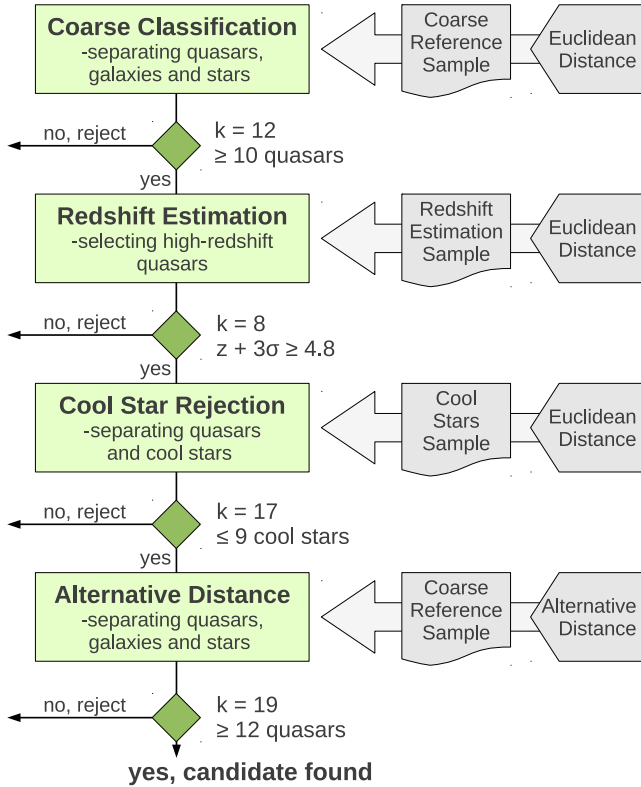 Coarse Classification
-separating quasars,
galaxies and stars
Coarse
Reference
Sample
Euclidean
Distance
no, reject
k = 12
≥ 10 quasars
yes
Redshift Estimation
-selecting high-redshift
quasars
Redshift
Estimation
Sample
Euclidean
Distance
no, reject
k = 8
z + 3σ ≥ 4.8
yes
Cool Star Rejection
-separating quasars
and cool stars
Cool
Stars
Sample
Euclidean
Distance
no, reject
k = 17
≤ 9 cool stars
yes
Alternative Distance
-separating quasars,
galaxies and stars
Coarse
Reference
Sample
Alternative
Distance
no, reject
k = 19
≥ 12 quasars
yes, candidate found